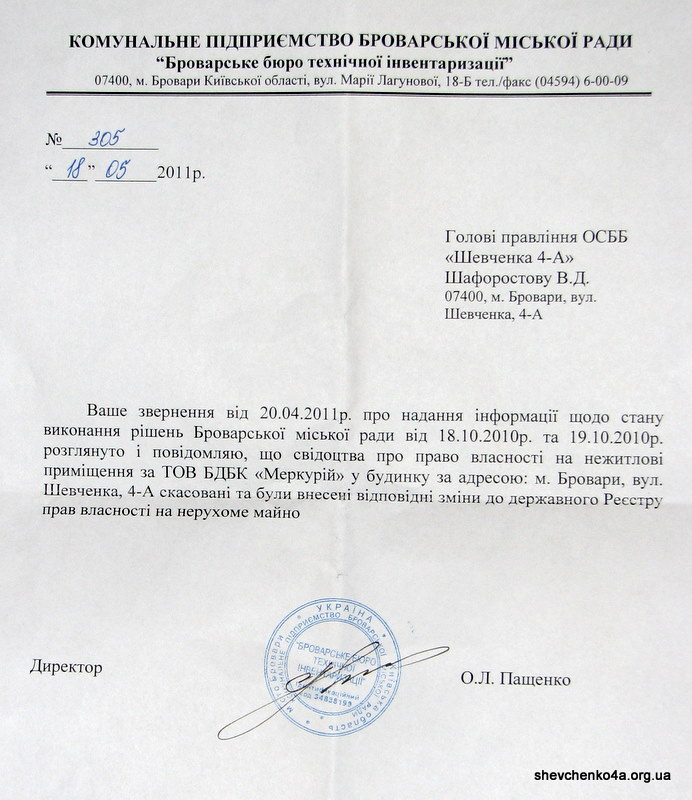 КОМУНАЛЬНЕ ПІДПРИЄМСТВО БРОВАРСЬКОЇ МІСЬКОЇ РАДИ
“Броварське бюро технічної інвентаризації”
07400, м. Бровари Київської області, вул. Марії Лагунової, 18-Б тел./факс (04594) 6-00-09
№ 305
“ 18 ” 05 2011р.
Голові правління ОСББ
«Шевченка 4-А»
Шафоростову В.Д.
07400, м. Бровари, вул.
Шевченка, 4-А
Ваше звернення від 20.04.2011р. про надання інформації щодо стану
виконання рішень Броварської міської ради від 18.10.2010р. та 19.10.2010р.
розглянуто і повідомляю, що свідоцтва про право власності на нежитлові
приміщення за ТОВ БДБК «Меркурій» у будинку за адресою: м. Бровари, вул.
Шевченка, 4-А скасовані та були внесені відповідні зміни до державного Реєстру
прав власності на нерухоме майно
УКРАЇНА
КОМУНАЛЬНЕ ПІДПРИЄМСТВО БРОВАРСЬКОЇ МІСЬКОЇ РАДИ
"БРОВАРСЬКЕ БЮРО
ТЕХНІЧНОЇ
ІНВЕНТАРИЗАЦІЇ"
Директор
О.Л. Пащенко
shevchenko4a.org.ua